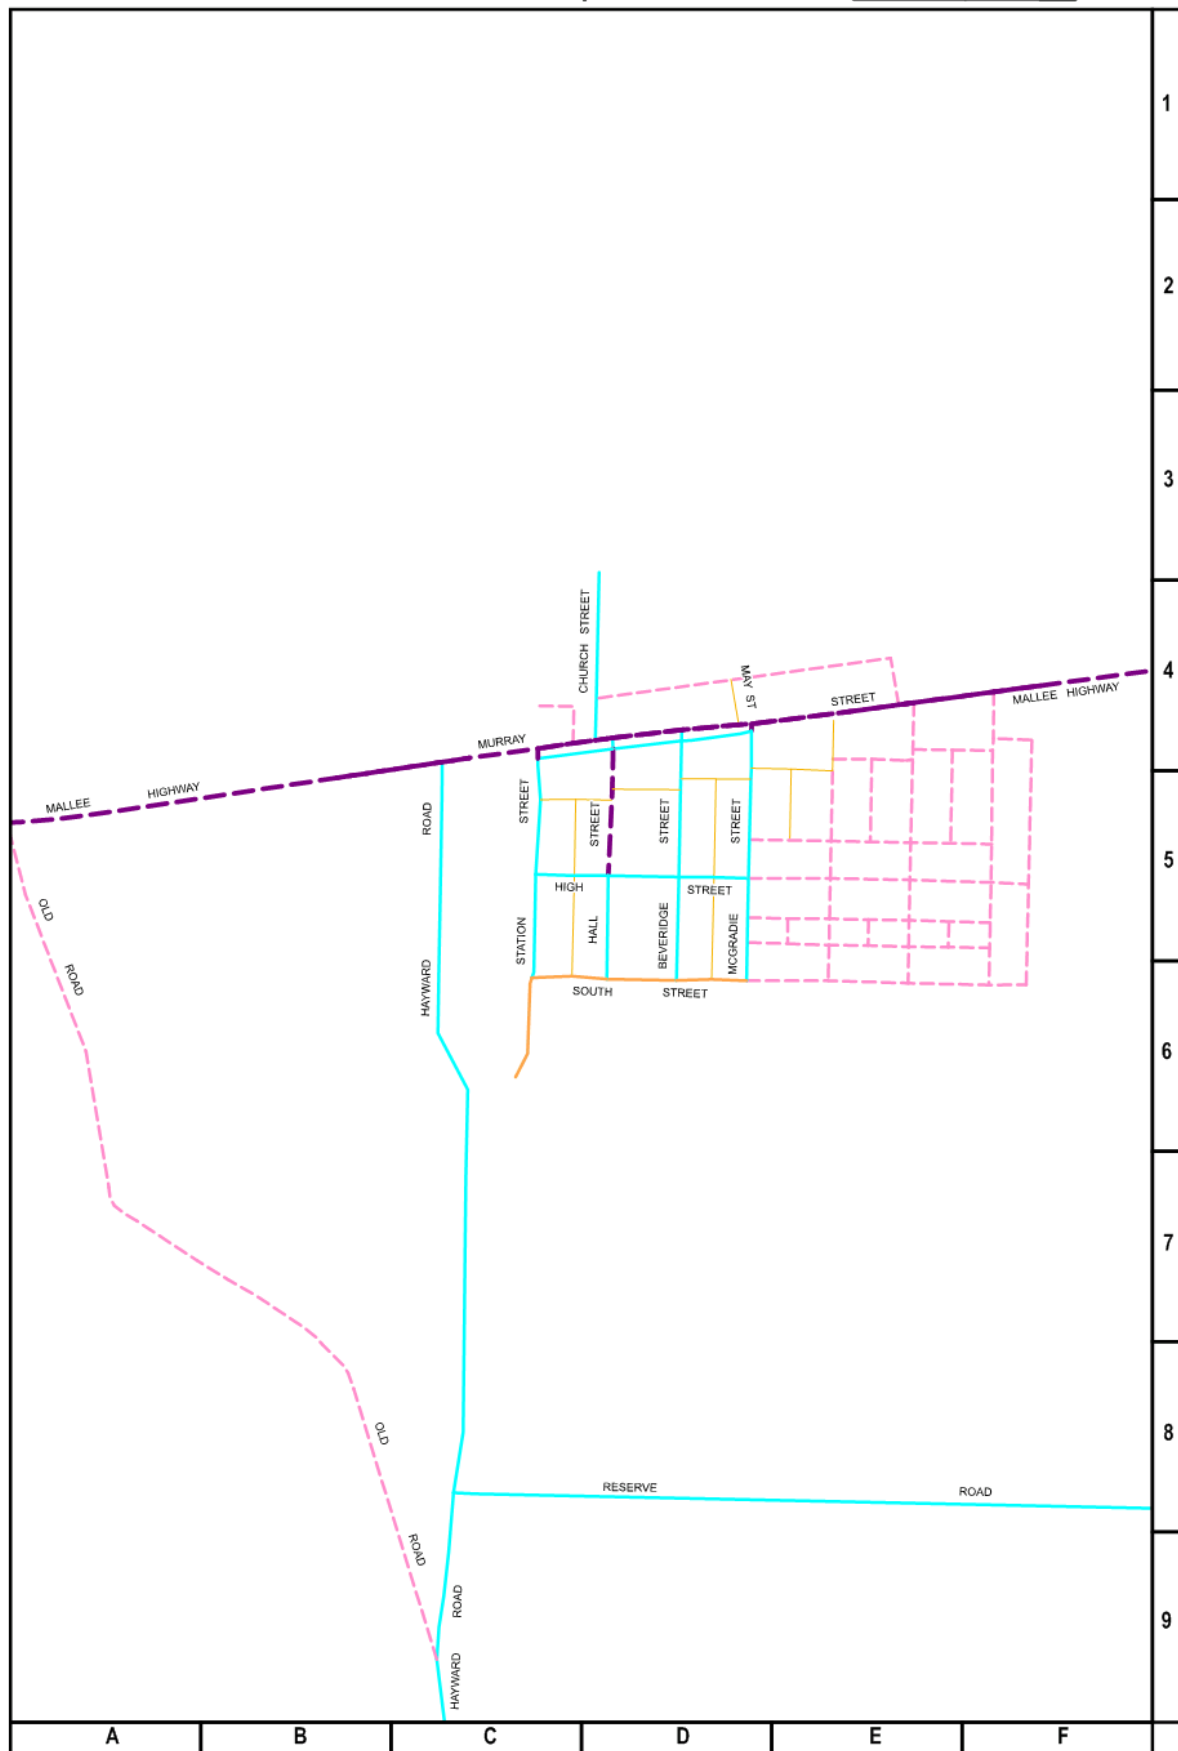 1
2
3
CHURCH STREET
4
MAY ST
MURRAY STREET
MALLEE HIGHWAY
MALLEE HIGHWAY
HAYWARD ROAD
STATION STREET
HALL STREET
BEVERIDGE STREET
MCGRADIE STREET
5
HIGH STREET
OLD ROAD
SOUTH STREET
6
7
OLD ROAD
8
RESERVE ROAD
HAYWARD ROAD
9
A B C D E F